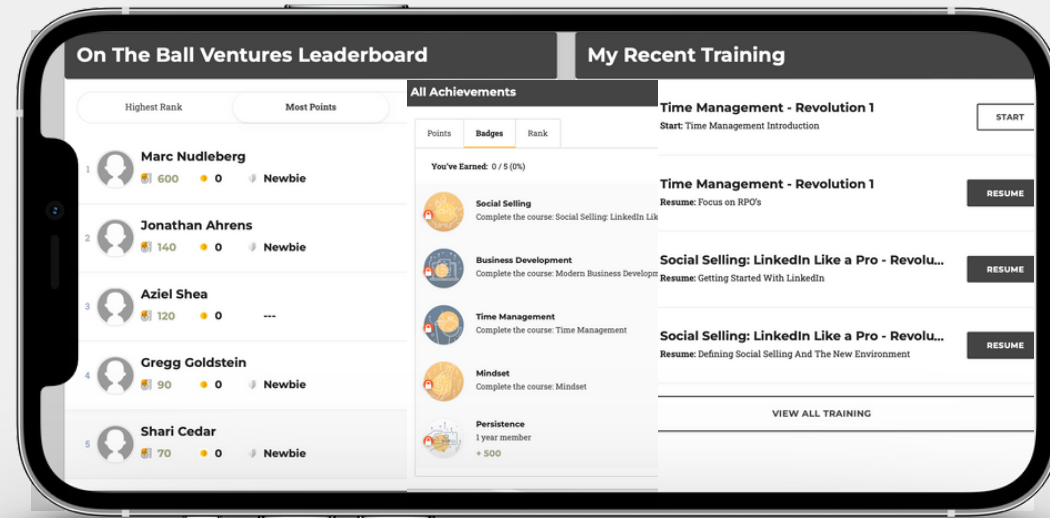 On The Ball Ventures Leaderboard
Highest Rank
Most Points
1
Marc Nudleberg
600 0 Newbie
2
Jonathan Ahrens
140 0 Newbie
3
Aziel Shea
120 0 ---
4
Gregg Goldstein
90 0 Newbie
5
Shari Cedar
70 0 Newbie
All Achievements
Points Badges Rank
You've Earned: 0 / 5 (0%)
Social Selling
Complete the course: Social Selling: LinkedIn Lik
Business Development
Complete the course: Modern Business Developm
Time Management
Complete the course: Time Management
Mindset
Complete the course: Mindset
Persistence
1 year member
+ 500
My Recent Training
Time Management - Revolution 1
Start: Time Management Introduction
START
Time Management - Revolution 1
Resume: Focus on RPO's
RESUME
Social Selling: LinkedIn Like a Pro - Revolu...
Resume: Getting Started With LinkedIn
RESUME
Social Selling: LinkedIn Like a Pro - Revolu...
Resume: Defining Social Selling And The New Environment
RESUME
VIEW ALL TRAINING